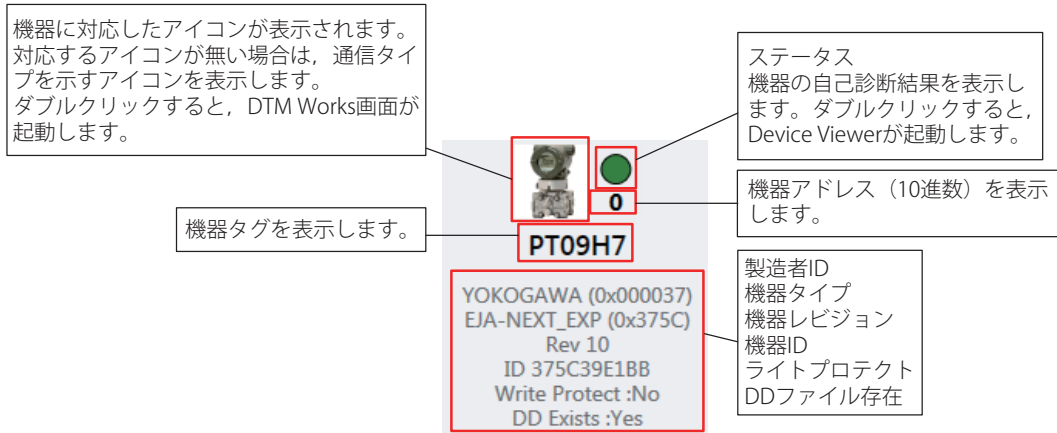 機器に対応したアイコンが表示されます。
対応するアイコンが無い場合は，通信タイ
プを示すアイコンを表示します。
ダブルクリックすると，DTM Works画面が
起動します。
ステータス
機器の自己診断結果を表示し
ます。ダブルクリックすると，
Device Viewerが起動します。
0
機器アドレス（10進数）を表示
します。
機器タグを表示します。
PT09H7
YOKOGAWA (0x000037)
EJA-NEXT_EXP (0x375C)
Rev 10
ID 375C39E1BB
Write Protect :No
DD Exists :Yes
製造者ID
機器タイプ
機器レビジョン
機器ID
ライトプロテクト
DDファイル存在